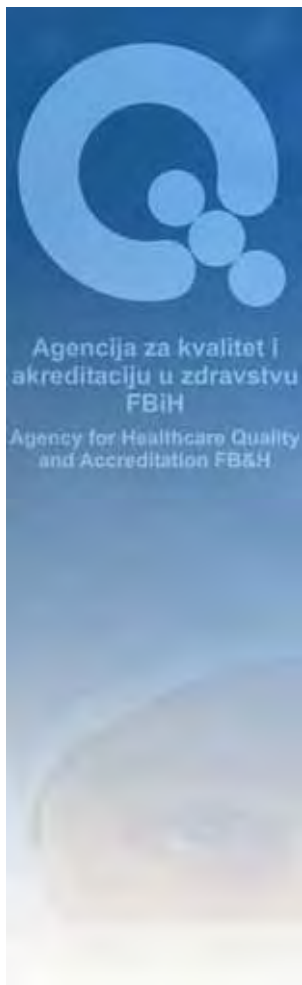 Agencija za kvalitet i
akreditaciju u zdravstvu
FBiH
Agency for Healthcare Quality
and Accreditation FB&H